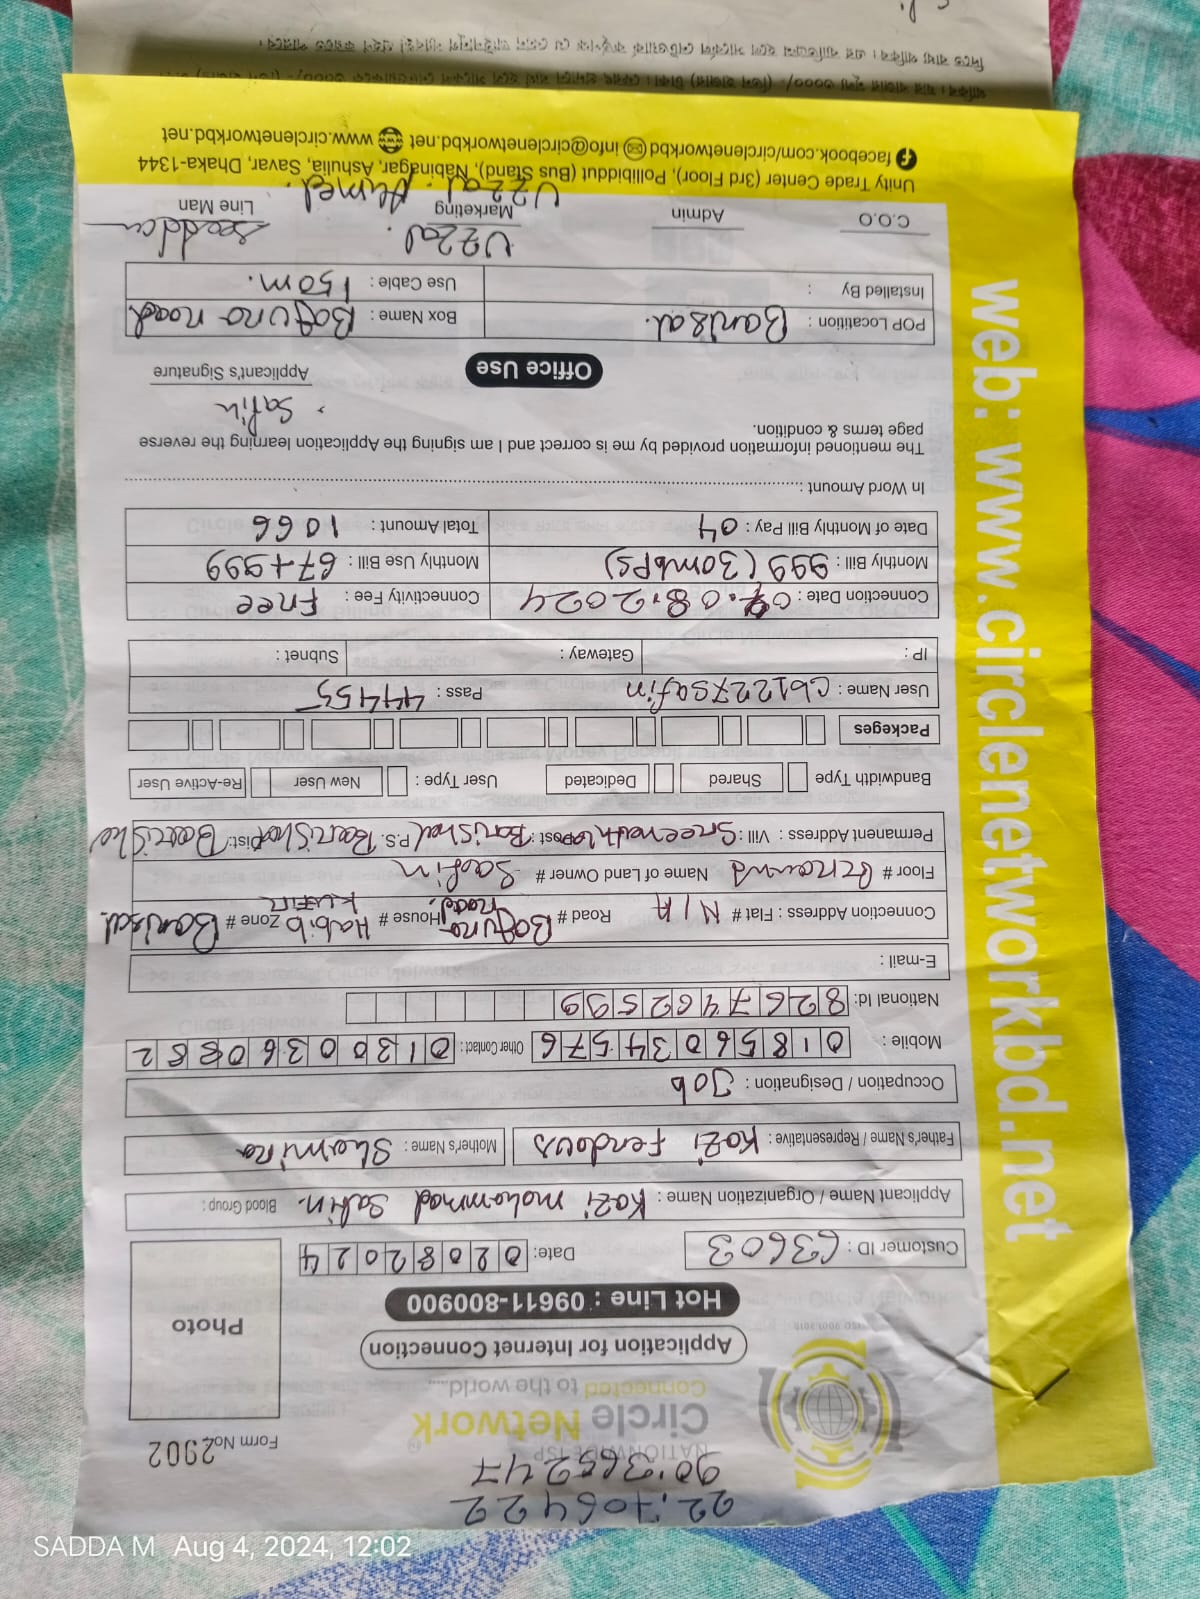 22.706422
90.3659247
NATIONWIDE ISP
Circle Network
Connected to the world.....
Form No. 2902
Application for Internet Connection
Hot Line : 09611-800900
Photo
Customer ID : C3603 Date: 02082024
Applicant Name / Organization Name : Kazi mohammad Safin. Blood Group :
Father's Name / Representative : Kazi Ferdous Mother's Name : Shamima
Occupation / Designation : Job
Mobile : 01856034576 Other Contact : 01300360882
National Id: 8267462599
E-mail :
Connection Address : Flat # N/A Road # Bogura Road, House # Habib Zone # Barisal.
Floor # Ground Name of Land Owner # Safin
Permanent Address : Vill : Post : Barishal P.S. Barishal Dist:
Bandwidth Type Shared Dedicated User Type : New User Re-Active User
Packeges
User Name : Cb1227safin Pass : 44455
IP : Gateway : Subnet :
Connection Date : 04.08.2024 Connectivity Fee : Free
Monthly Bill : 999 (30mbPS) Monthly Use Bill : 67+999
Date of Monthly Bill Pay : 04 Total Amount : 1066
In Word Amount :
The mentioned information provided by me is correct and I am signing the Application learning the reverse
page terms & condition.
Safin
Applicant's Signature
Office Use
POP Locatition : Barisal. Box Name : Bogura road
Installed By : Use Cable : 150m.
Uzzal. Saddam
C.O.O Admin Marketing Line Man
Uzzal Ahmed.
Unity Trade Center (3rd Floor), Pollibiddut (Bus Stand), Nabinagar, Ashulia, Savar, Dhaka-1344
facebook.com/circlenetworkbd info@circlenetworkbd.net www.circlenetworkbd.net
web: www.circlenetworkbd.net
SADDA M Aug 4, 2024, 12:02